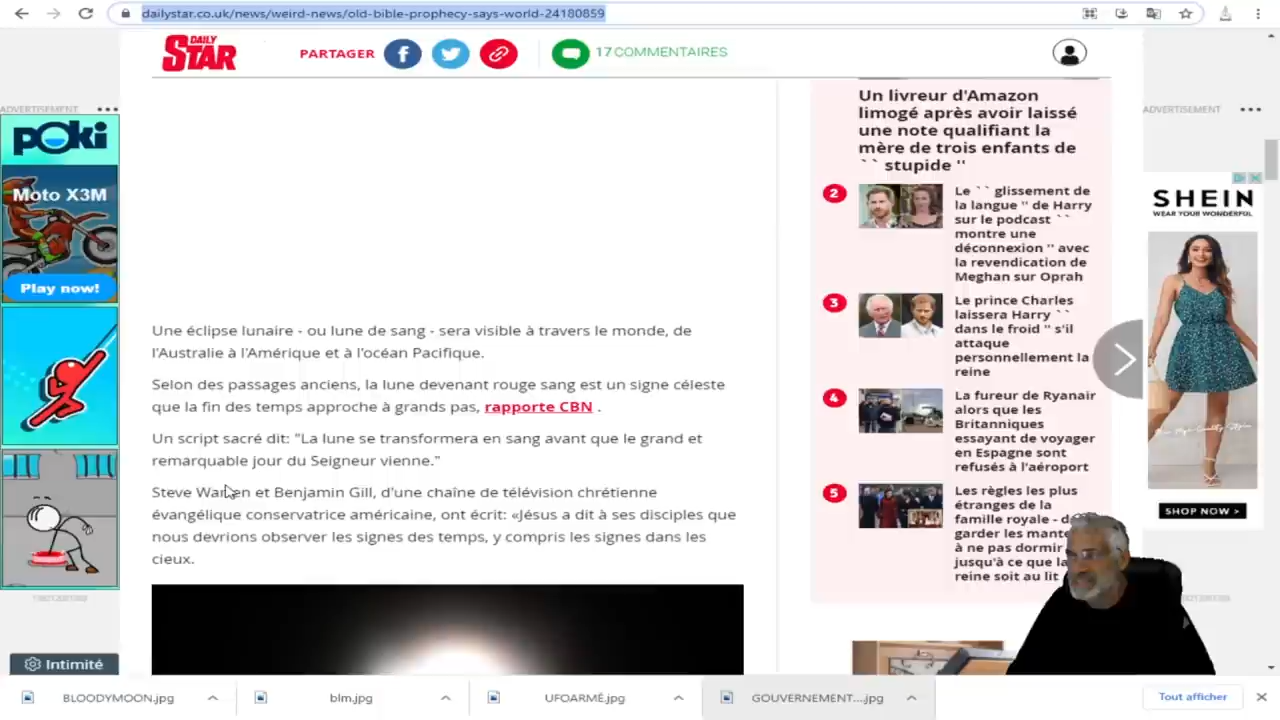 dailystar.co.uk/news/weird-news/old-bible-prophecy-says-world-24180859
DAILY
STAR
PARTAGER
17 COMMENTAIRES
ADVERTISEMENT
poki
Moto X3M
Play now!
Une éclipse lunaire - ou lune de sang - sera visible à travers le monde, de
l'Australie à l'Amérique et à l'océan Pacifique.
Selon des passages anciens, la lune devenant rouge sang est un signe céleste
que la fin des temps approche à grands pas, rapporte CBN .
Un script sacré dit: "La lune se transformera en sang avant que le grand et
remarquable jour du Seigneur vienne."
Steve Warren et Benjamin Gill, d'une chaîne de télévision chrétienne
évangélique conservatrice américaine, ont écrit: «Jésus a dit à ses disciples que
nous devrions observer les signes des temps, y compris les signes dans les
cieux.
Un livreur d'Amazon
limogé après avoir laissé
une note qualifiant la
mère de trois enfants de
`` stupide ''
2
Le `` glissement de
la langue '' de Harry
sur le podcast ``
montre une
déconnexion '' avec
la revendication de
Meghan sur Oprah
3
Le prince Charles
laissera Harry ``
dans le froid '' s'il
attaque
personnellement la
reine
4
La fureur de Ryanair
alors que les
Britanniques
essayant de voyager
en Espagne sont
refusés à l'aéroport
5
Les règles les plus
étranges de la
famille royale - de
garder les
à ne pas dormir
jusqu'à ce que la
reine soit au lit
ADVERTISEMENT
SHEIN
WEAR YOUR WONDERFUL
SHOP NOW >
Intimité
BLOODYMOON.jpg
blm.jpg
UFOARMÉ.jpg
GOUVERNEMENT....jpg
Tout afficher